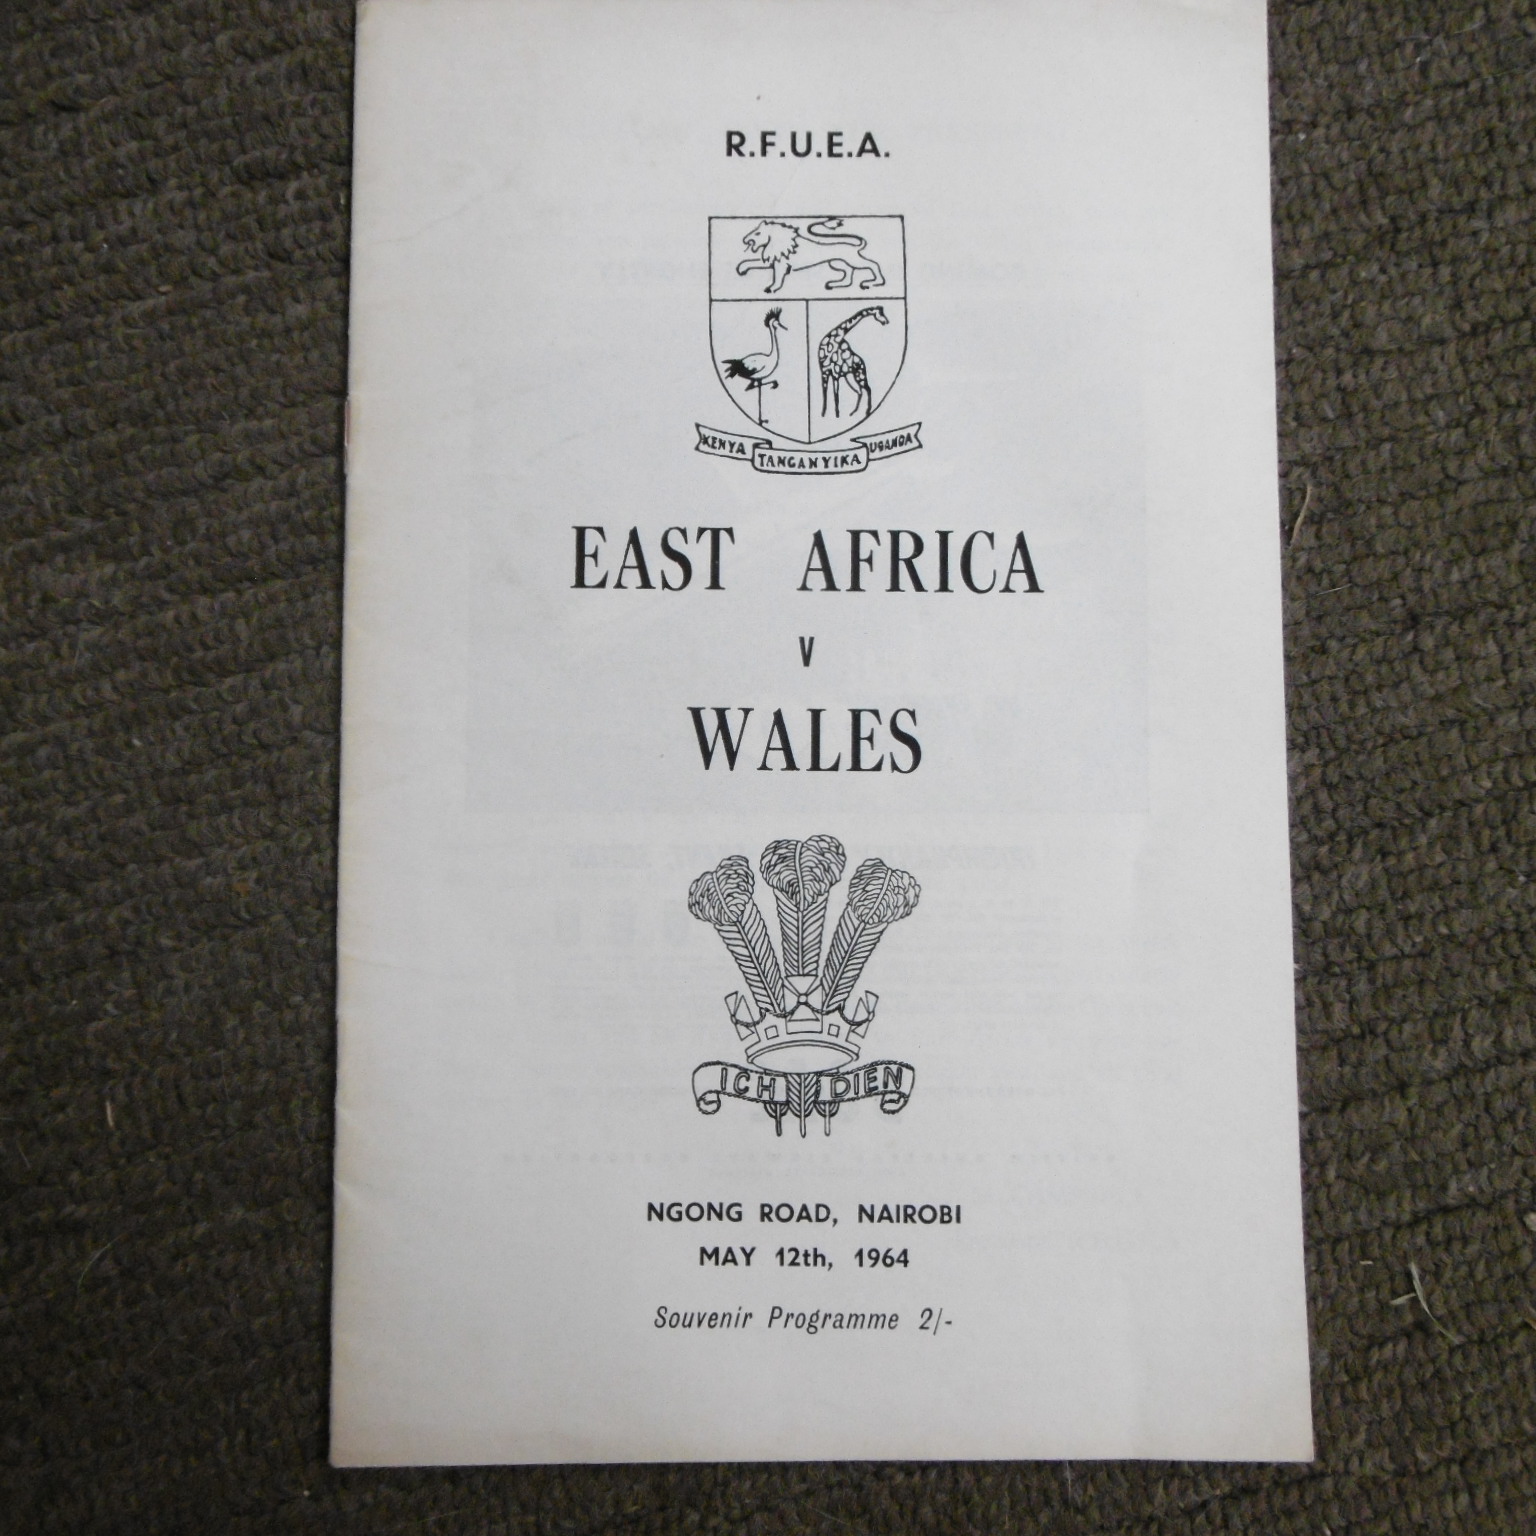 R.F.U.E.A.
KENYA TANGANYIKA UGANDA
EAST AFRICA
V
WALES
ICH DIEN
NGONG ROAD, NAIROBI
MAY 12th, 1964
Souvenir Programme 2/-